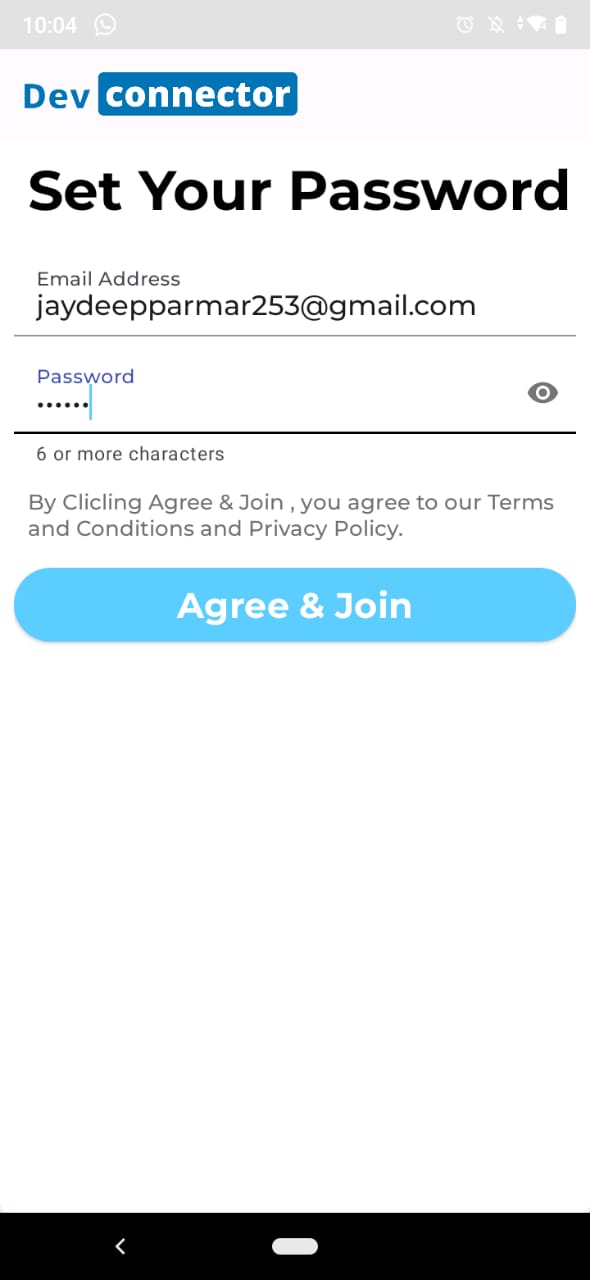 10:04
Dev connector
Set Your Password
Email Address
jaydeepparmar253@gmail.com
Password
••••••
6 or more characters
By Clicling Agree & Join , you agree to our Terms
and Conditions and Privacy Policy.
Agree & Join